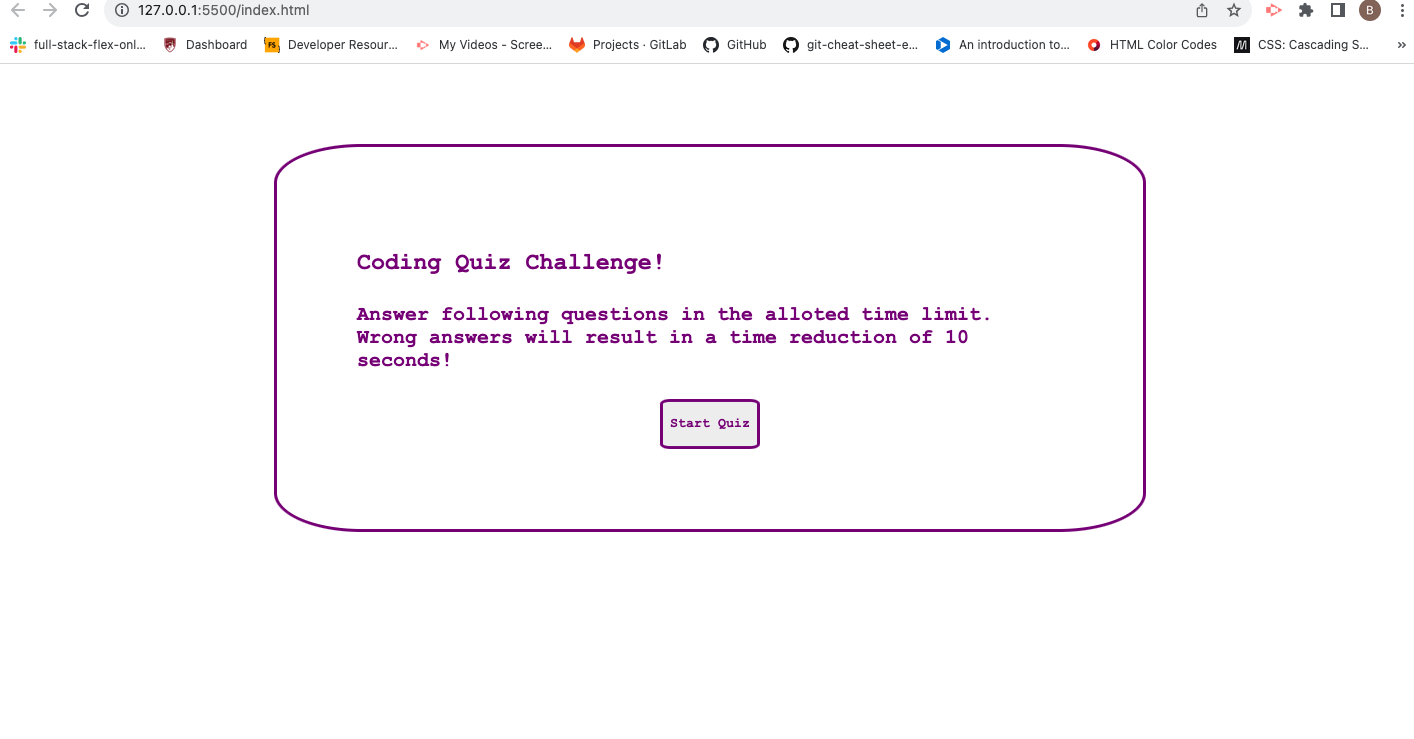 127.0.0.1:5500/index.html
B
full-stack-flex-onl... Dashboard FS Developer Resour... My Videos - Scree... Projects · GitLab GitHub git-cheat-sheet-e... An introduction to... HTML Color Codes M CSS: Cascading S... »
Coding Quiz Challenge!
Answer following questions in the alloted time limit.
Wrong answers will result in a time reduction of 10
seconds!
Start Quiz